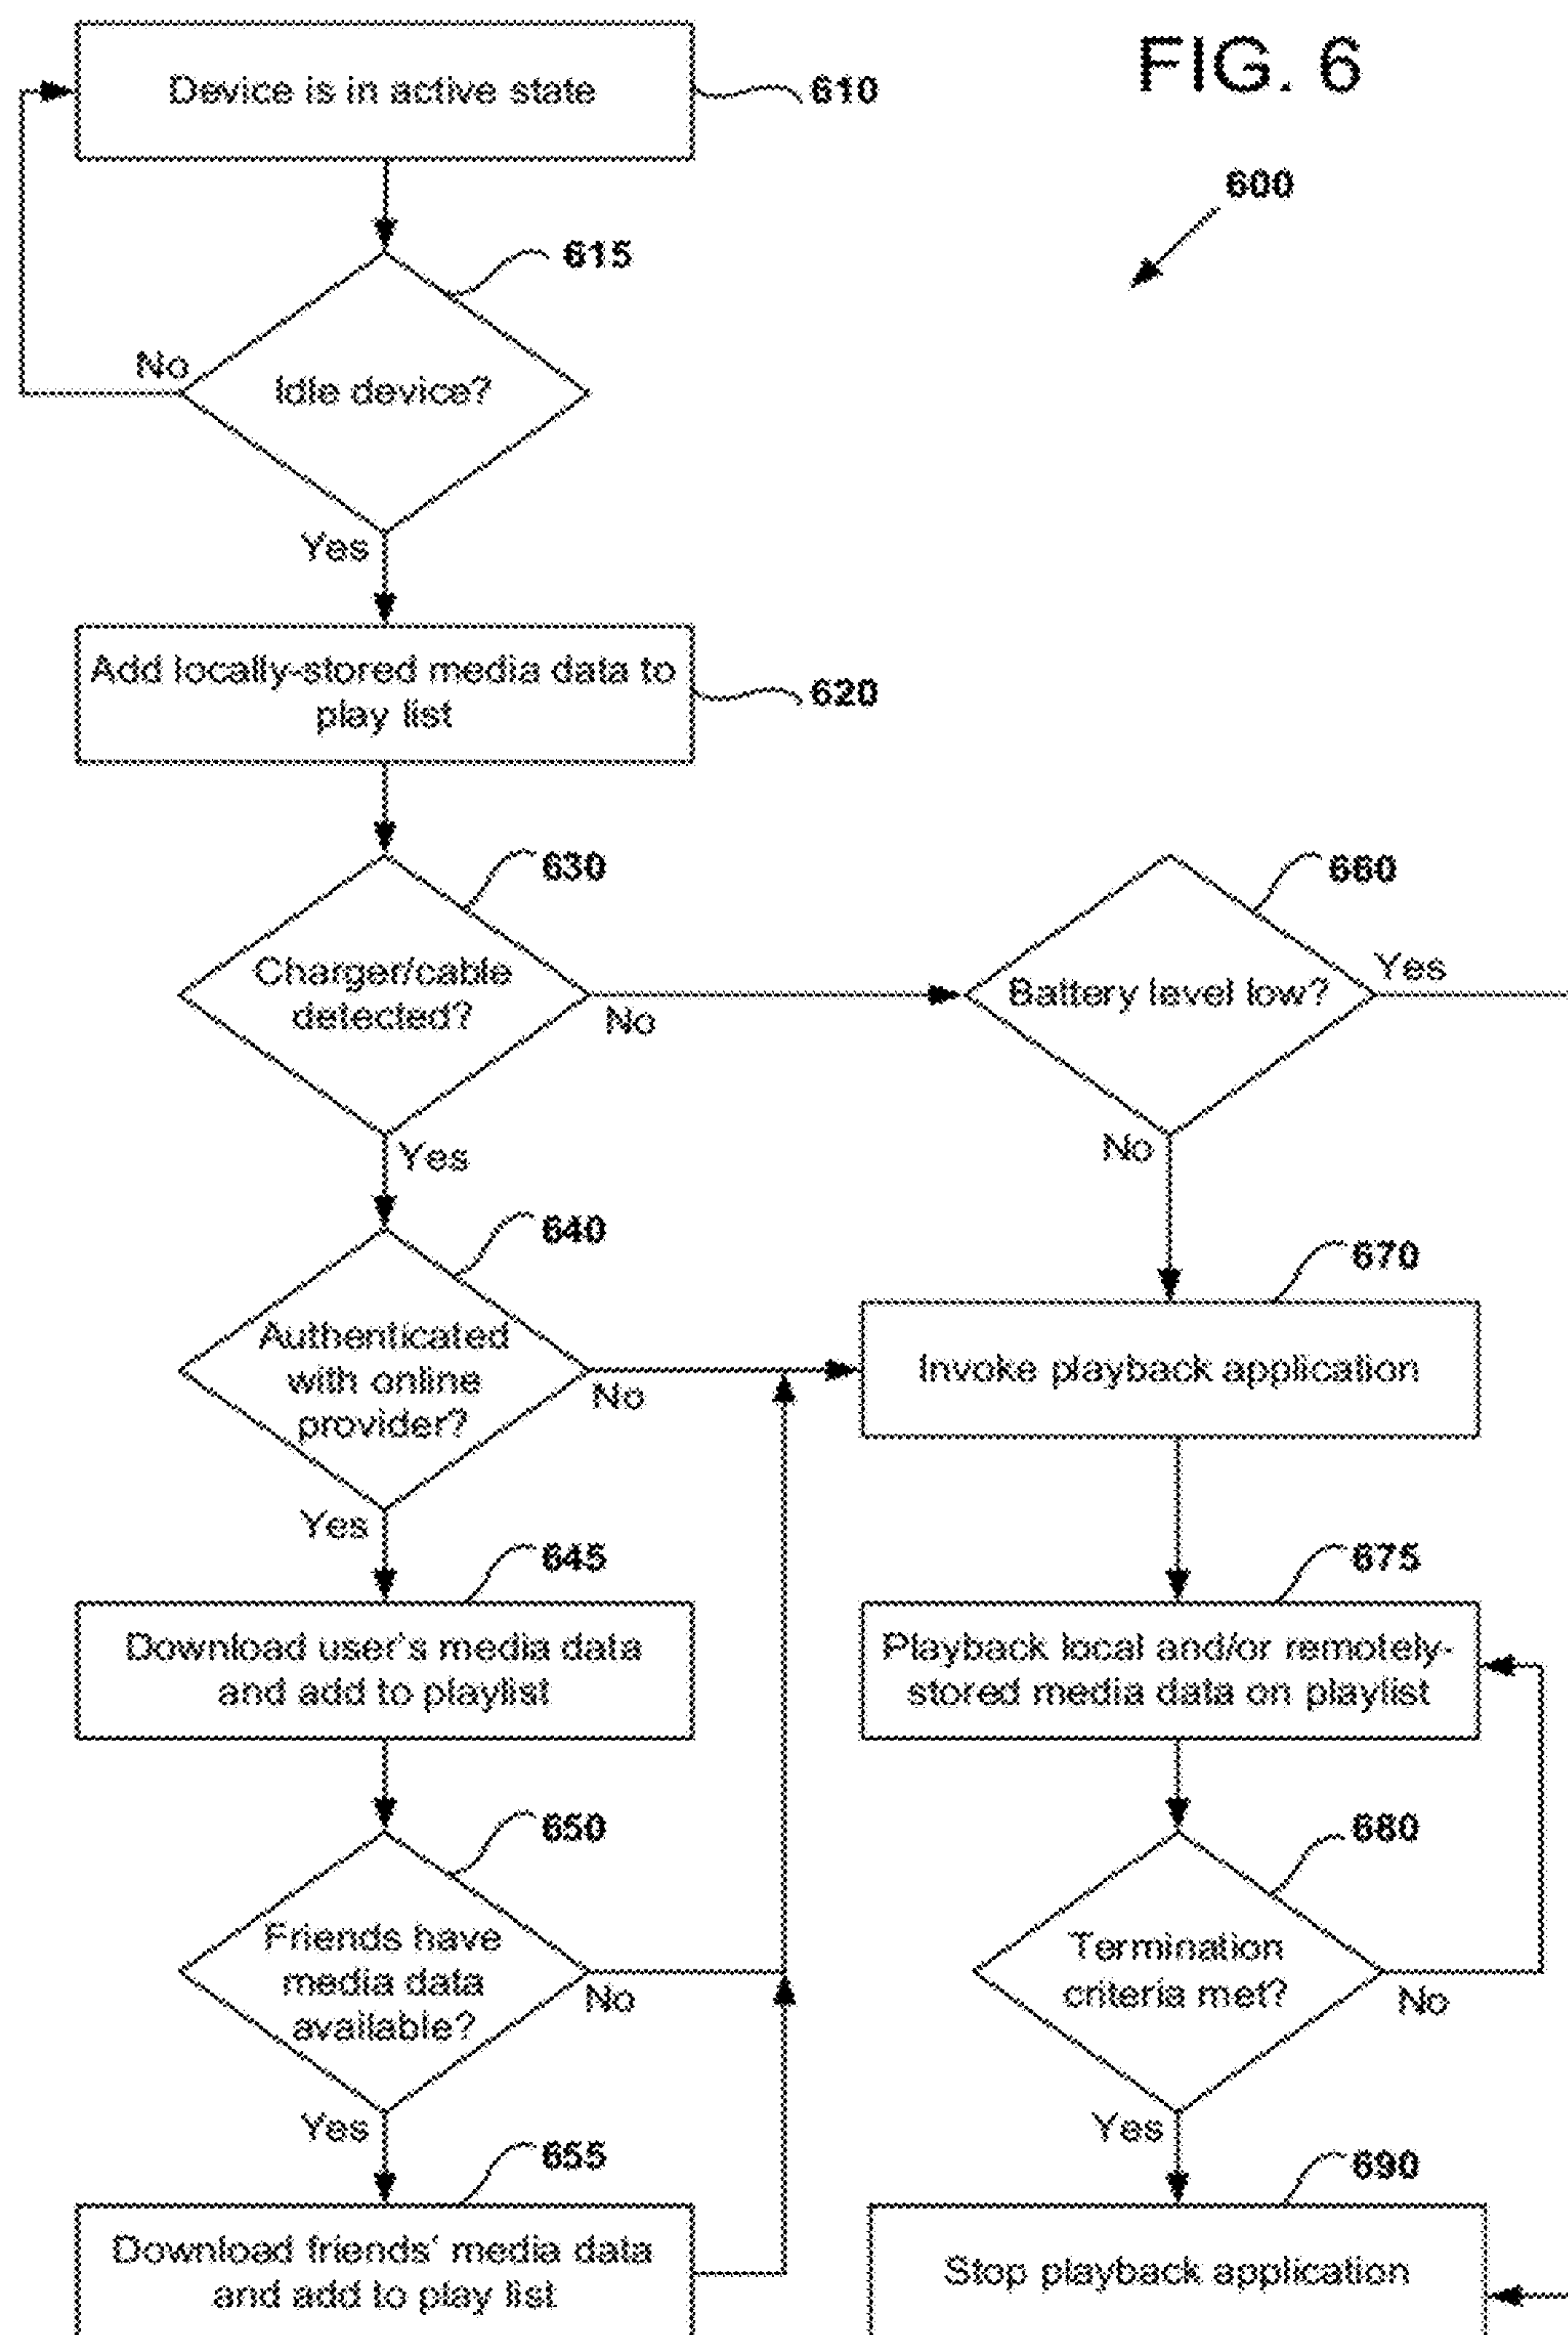 FIG. 6
600
Device is in active state
610
615
Idle device?
No
Yes
Add locally-stored media data to
play list
620
630
Charger/cable
detected?
No
Yes
660
Battery level low?
Yes
No
640
Authenticated
with online
provider?
No
Yes
670
Invoke playback application
645
Download user's media data
and add to playlist
675
Playback local and/or remotely-
stored media data on playlist
650
Friends have
media data
available?
No
Yes
680
Termination
criteria met?
No
Yes
655
Download friends' media data
and add to play list
690
Stop playback application